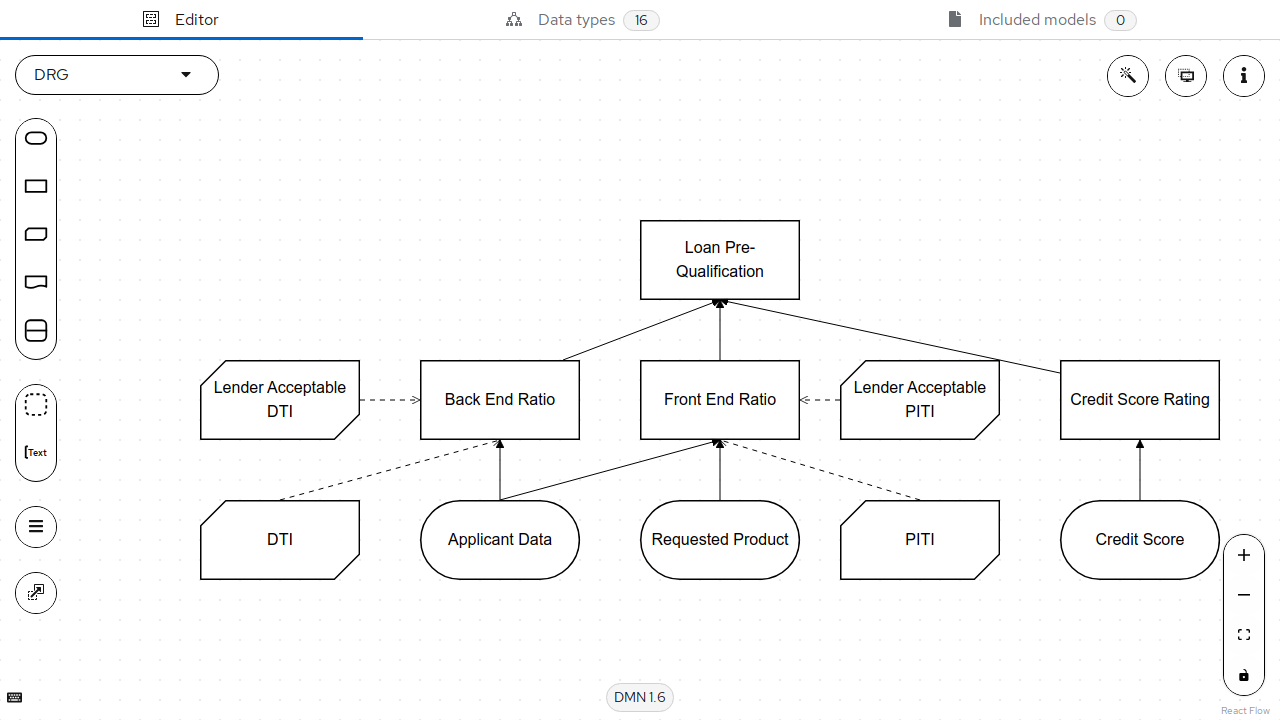 Editor
Data types 16
Included models 0
DRG
Loan Pre-
Qualification
Lender Acceptable
DTI
Back End Ratio
Front End Ratio
Lender Acceptable
PITI
Credit Score Rating
Text
DTI
Applicant Data
Requested Product
PITI
Credit Score
DMN 1.6
React Flow